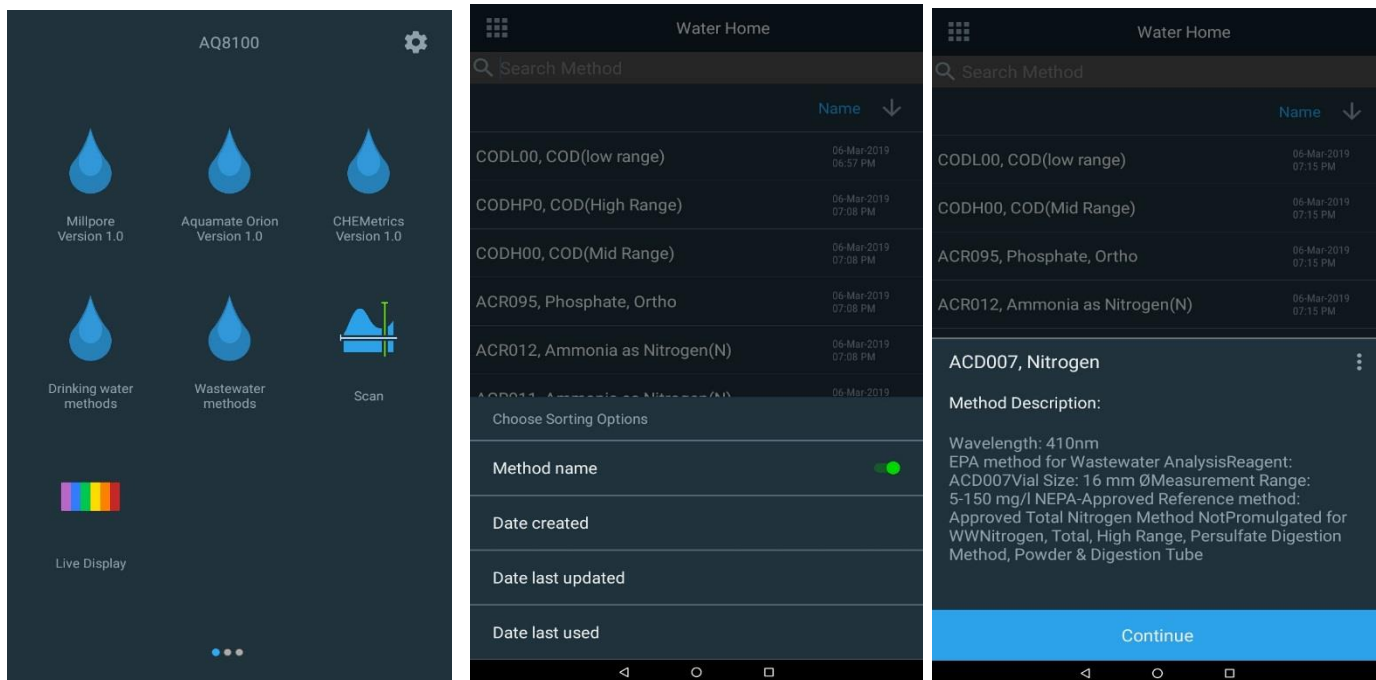 AQ8100
Millpore
Version 1.0
Aquamate Orion
Version 1.0
CHEMetrics
Version 1.0
Drinking water
methods
Wastewater
methods
Scan
Live Display
Water Home
Search Method
Name
CODL00, COD(low range)
06-Mar-2019
06:57 PM
CODHP0, COD(High Range)
06-Mar-2019
07:08 PM
CODH00, COD(Mid Range)
06-Mar-2019
07:08 PM
ACR095, Phosphate, Ortho
06-Mar-2019
07:08 PM
ACR012, Ammonia as Nitrogen(N)
06-Mar-2019
07:08 PM
06-Mar-2019
Choose Sorting Options
Method name
Date created
Date last updated
Date last used
Water Home
Search Method
Name
CODL00, COD(low range)
06-Mar-2019
07:15 PM
CODH00, COD(Mid Range)
06-Mar-2019
07:15 PM
ACR095, Phosphate, Ortho
06-Mar-2019
07:15 PM
ACR012, Ammonia as Nitrogen(N)
06-Mar-2019
07:15 PM
ACD007, Nitrogen
Method Description:
Wavelength: 410nm
EPA method for Wastewater AnalysisReagent:
ACD007Vial Size: 16 mm ØMeasurement Range:
5-150 mg/l NEPA-Approved Reference method:
Approved Total Nitrogen Method NotPromulgated for
WWNitrogen, Total, High Range, Persulfate Digestion
Method, Powder & Digestion Tube
Continue